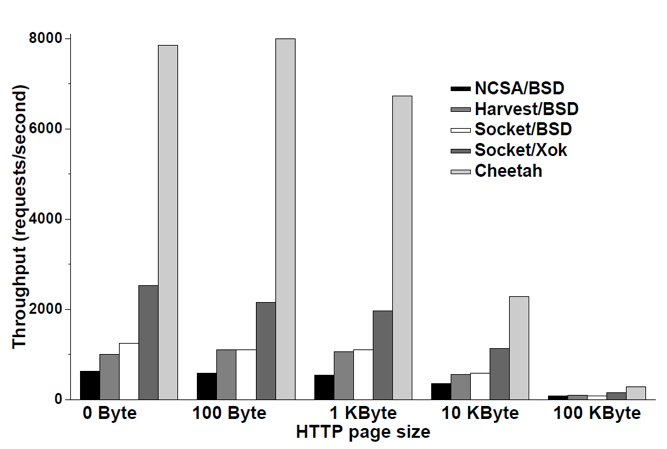 8000
6000
4000
2000
0
Throughput (requests/second)
NCSA/BSD
Harvest/BSD
Socket/BSD
Socket/Xok
Cheetah
0 Byte 100 Byte 1 KByte 10 KByte 100 KByte
HTTP page size